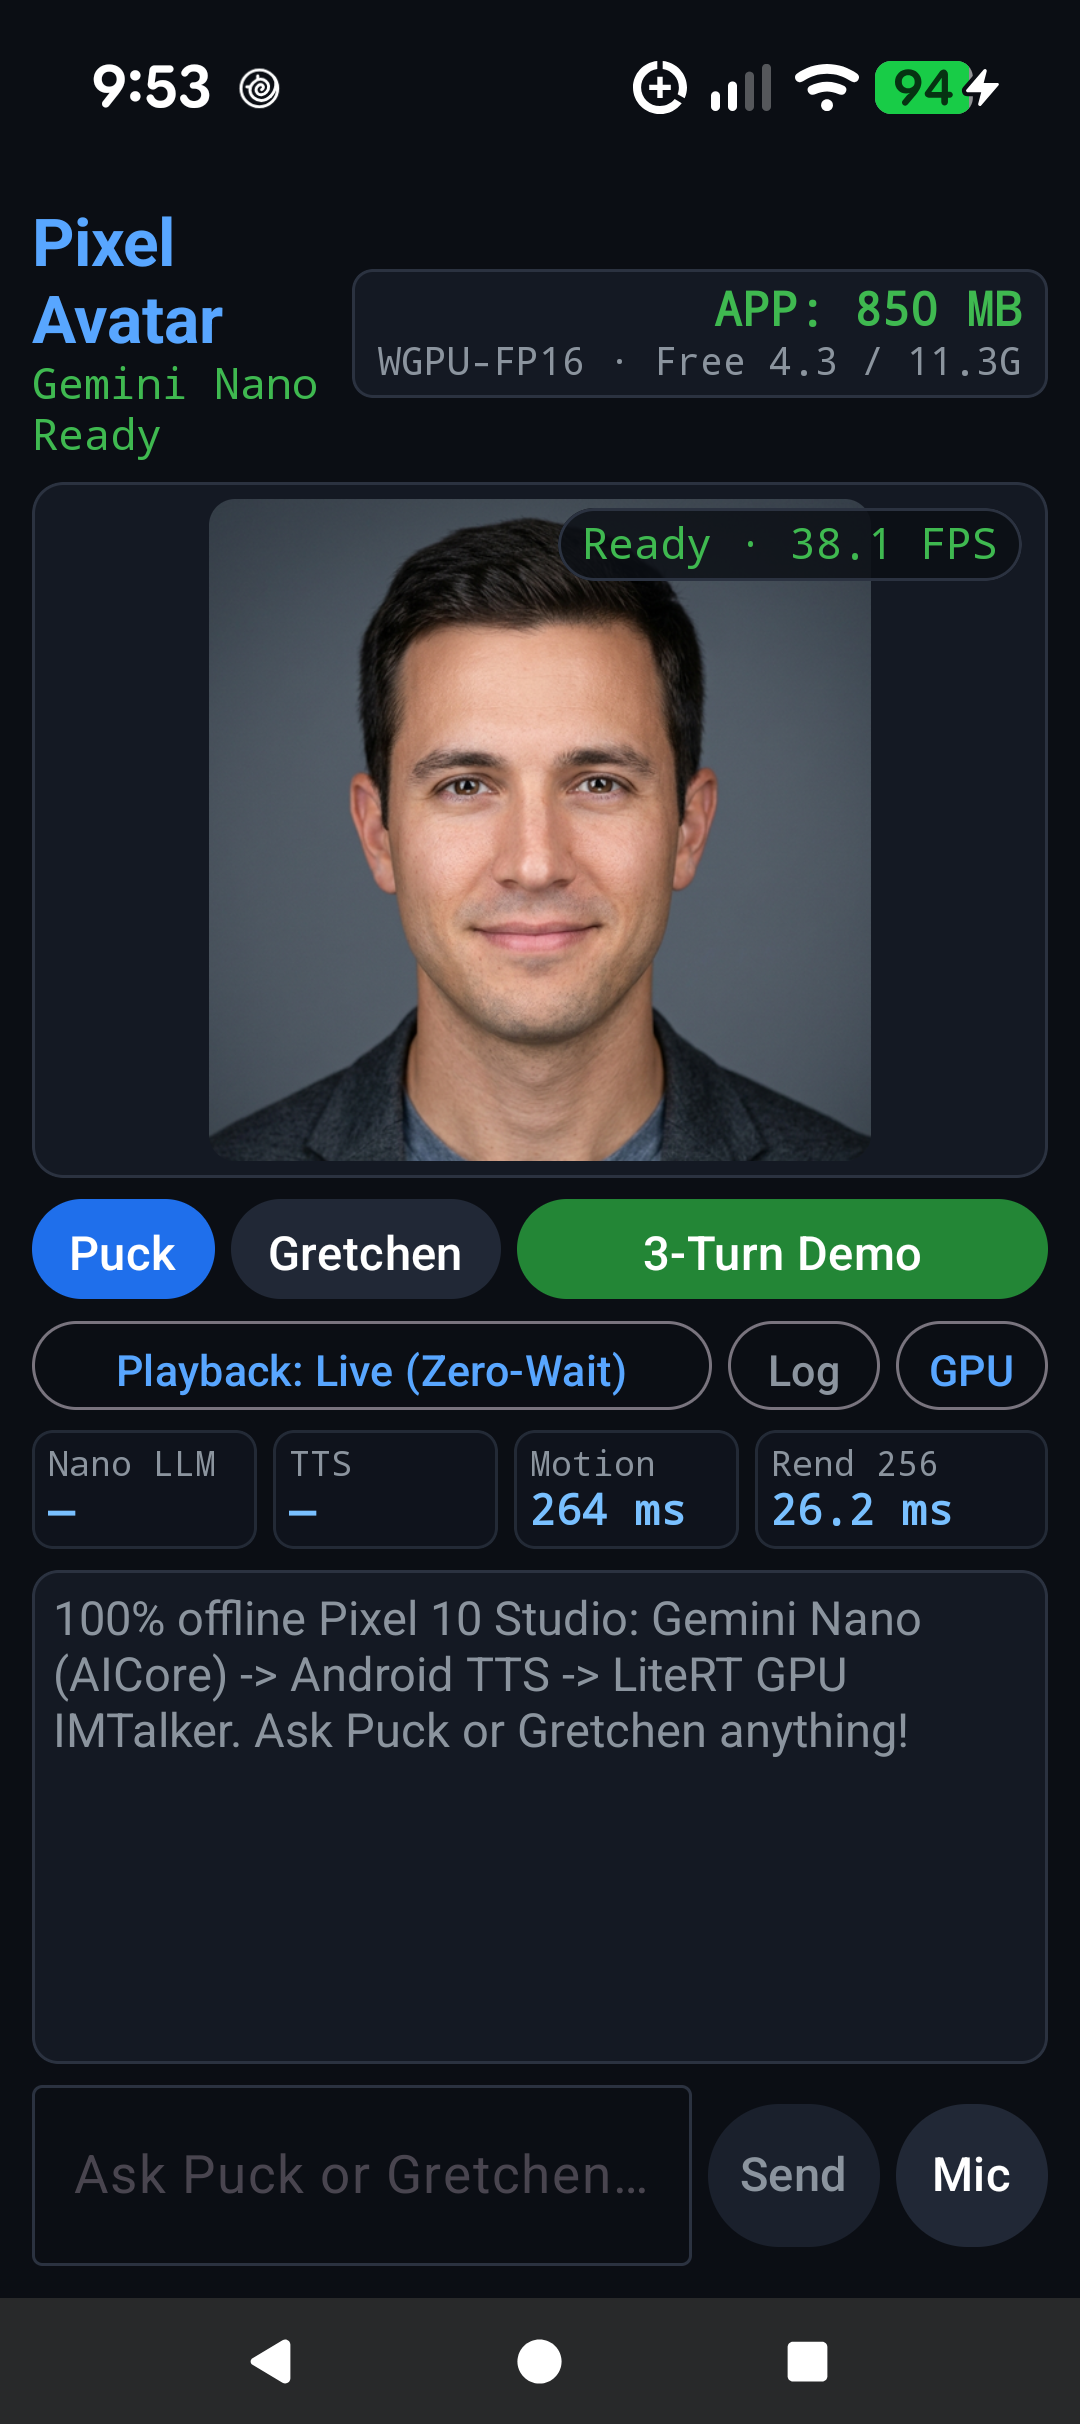 9:53
94
Pixel
Avatar
Gemini Nano
Ready
APP: 850 MB
WGPU-FP16 · Free 4.3 / 11.3G
Ready · 38.1 FPS
Puck
Gretchen
3-Turn Demo
Playback: Live (Zero-Wait)
Log
GPU
Nano LLM
—
TTS
—
Motion
264 ms
Rend 256
26.2 ms
100% offline Pixel 10 Studio: Gemini Nano
(AICore) -> Android TTS -> LiteRT GPU
IMTalker. Ask Puck or Gretchen anything!
Ask Puck or Gretchen...
Send
Mic